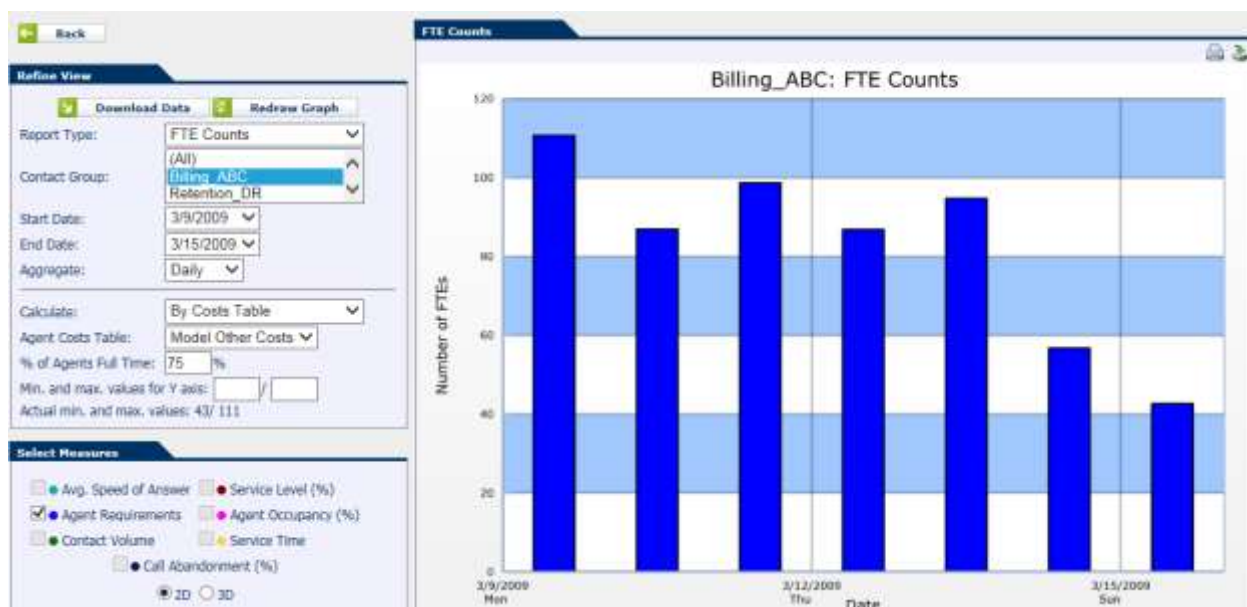 Back
Refine View
Download Data Redraw Graph
Report Type: FTE Counts
Contact Group: (All)
Billing_ABC
Retention_DR
Start Date: 3/9/2009
End Date: 3/15/2009
Aggregate: Daily
Calculate: By Costs Table
Agent Costs Table: Model Other Costs
% of Agents Full Time: 75 %
Min. and max. values for Y axis: /
Actual min. and max. values: 43/ 111
Select Measures
Avg. Speed of Answer Service Level (%)
Agent Requirements Agent Occupancy (%)
Contact Volume Service Time
Call Abandonment (%)
2D 3D
FTE Counts
Billing_ABC: FTE Counts
Number of FTEs
120
100
80
60
40
20
0
3/9/2009 3/12/2009 3/15/2009
Mon Thu Sun
Date